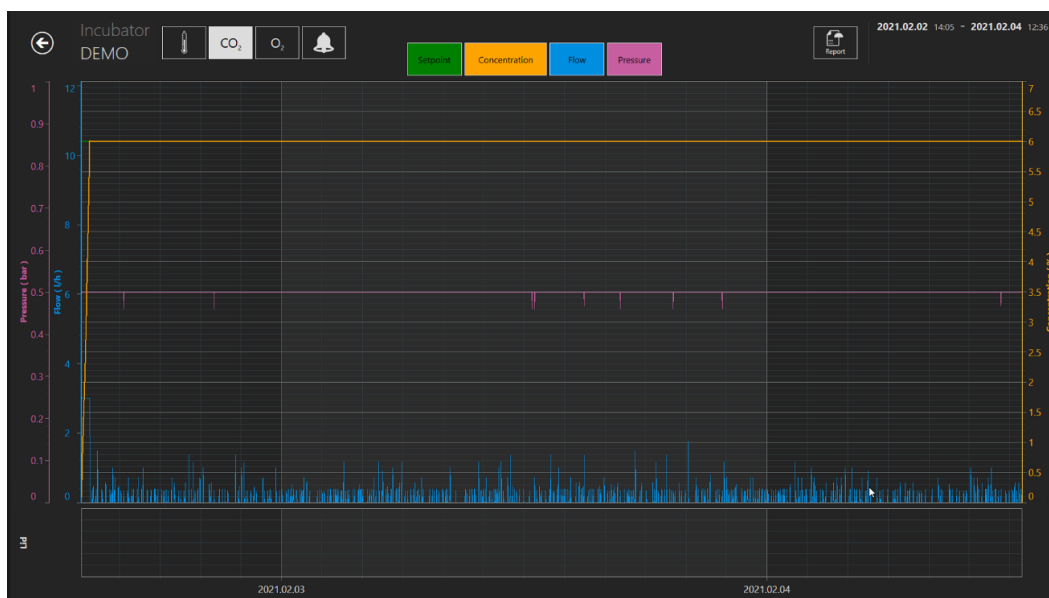 Incubator
DEMO
CO₂
O₂
Setpoint
Concentration
Flow
Pressure
Report
2021.02.02 14:05 - 2021.02.04 12:36
Pressure ( bar )
1
0.9
0.8
0.7
0.6
0.5
0.4
0.3
0.2
0.1
0
Flow ( l/h )
12
10
8
6
4
2
0
7
6.5
6
5.5
5
4.5
4
3.5
3
2.5
2
1.5
1
0.5
0
Lid
2021.02.03
2021.02.04